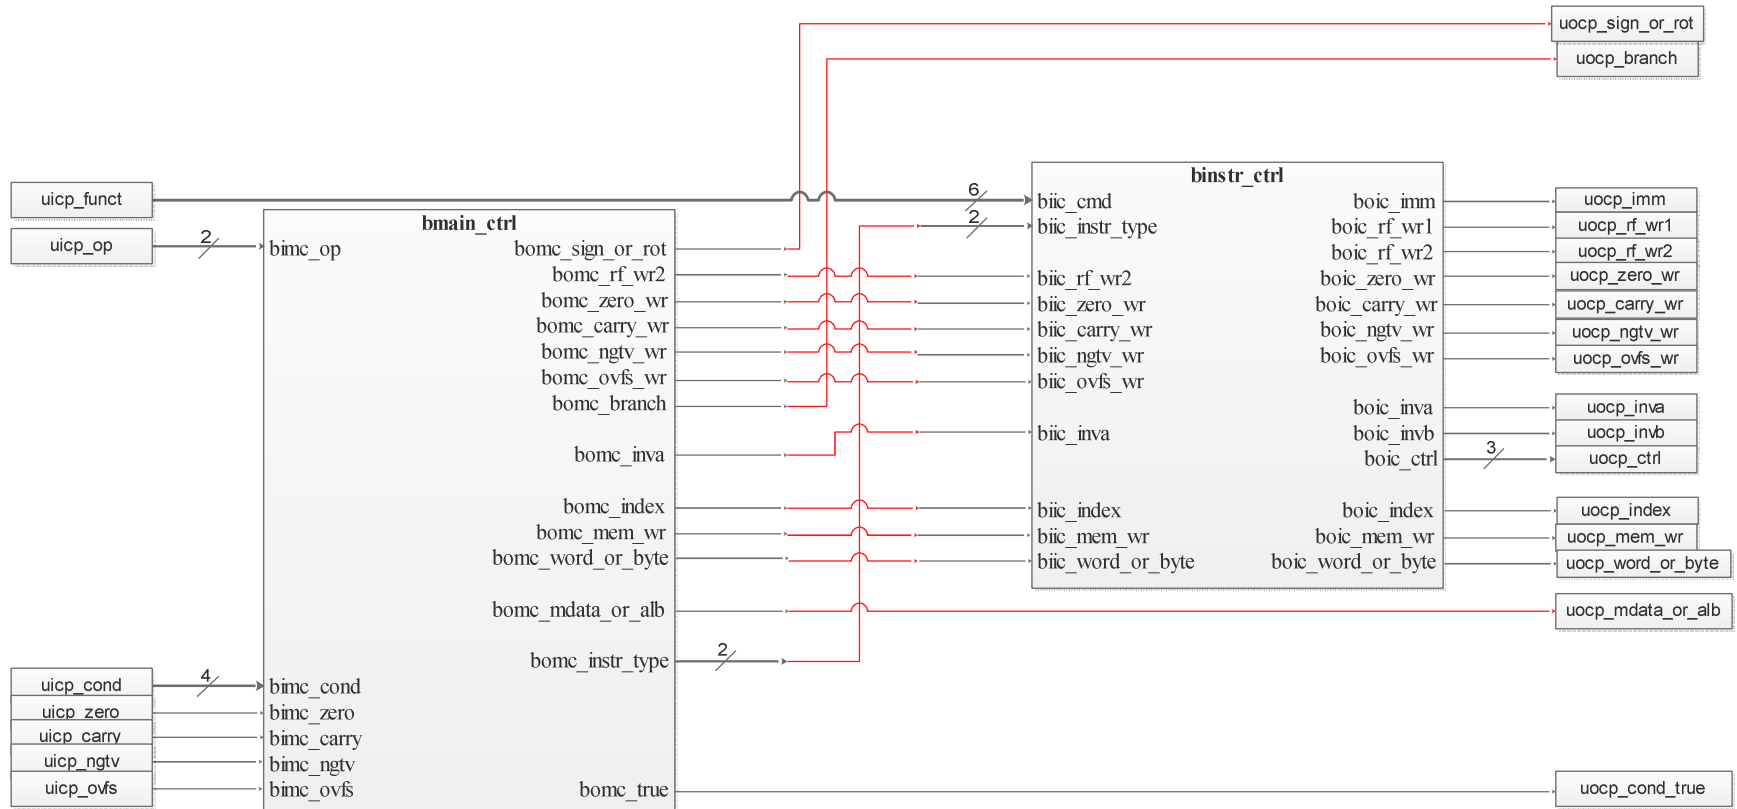 uocp_sign_or_rot
uocp_branch
uicp_funct
uicp_op
2
bmain_ctrl
bimc_op
bomc_sign_or_rot
bomc_rf_wr2
bomc_zero_wr
bomc_carry_wr
bomc_ngtv_wr
bomc_ovfs_wr
bomc_branch
bomc_inva
bomc_index
bomc_mem_wr
bomc_word_or_byte
bomc_mdata_or_alb
bomc_instr_type
2
uicp_cond
uicp_zero
uicp_carry
uicp_ngtv
uicp_ovfs
4
bimc_cond
bimc_zero
bimc_carry
bimc_ngtv
bimc_ovfs
bomc_true
6
2
binstr_ctrl
biic_cmd
biic_instr_type
biic_rf_wr2
biic_zero_wr
biic_carry_wr
biic_ngtv_wr
biic_ovfs_wr
biic_inva
biic_index
biic_mem_wr
biic_word_or_byte
boic_imm
boic_rf_wr1
boic_rf_wr2
boic_zero_wr
boic_carry_wr
boic_ngtv_wr
boic_ovfs_wr
boic_inva
boic_invb
boic_ctrl
boic_index
boic_mem_wr
boic_word_or_byte
3
uocp_imm
uocp_rf_wr1
uocp_rf_wr2
uocp_zero_wr
uocp_carry_wr
uocp_ngtv_wr
uocp_ovfs_wr
uocp_inva
uocp_invb
uocp_ctrl
uocp_index
uocp_mem_wr
uocp_word_or_byte
uocp_mdata_or_alb
uocp_cond_true